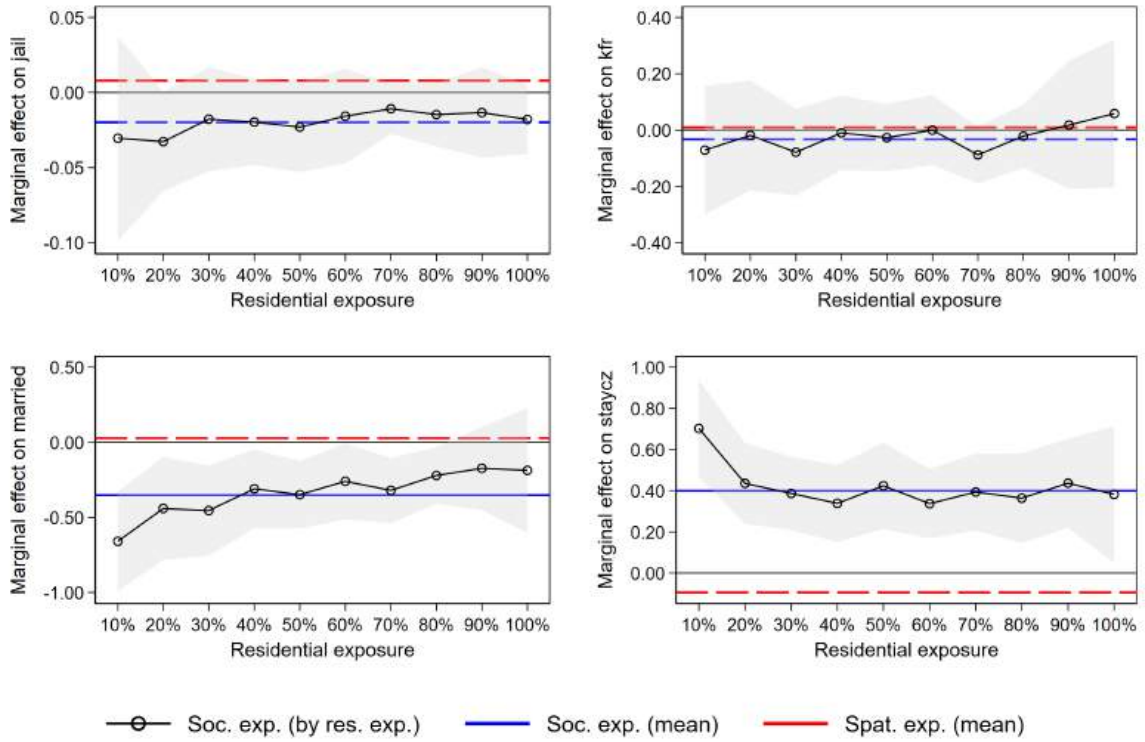 Marginal effect on jail
0.05
0.00
-0.05
-0.10
10% 20% 30% 40% 50% 60% 70% 80% 90% 100%
Residential exposure
Marginal effect on kfr
0.40
0.20
0.00
-0.20
-0.40
10% 20% 30% 40% 50% 60% 70% 80% 90% 100%
Residential exposure
Marginal effect on married
0.50
0.00
-0.50
-1.00
10% 20% 30% 40% 50% 60% 70% 80% 90% 100%
Residential exposure
Marginal effect on staycz
1.00
0.80
0.60
0.40
0.20
0.00
10% 20% 30% 40% 50% 60% 70% 80% 90% 100%
Residential exposure
Soc. exp. (by res. exp.) Soc. exp. (mean) Spat. exp. (mean)